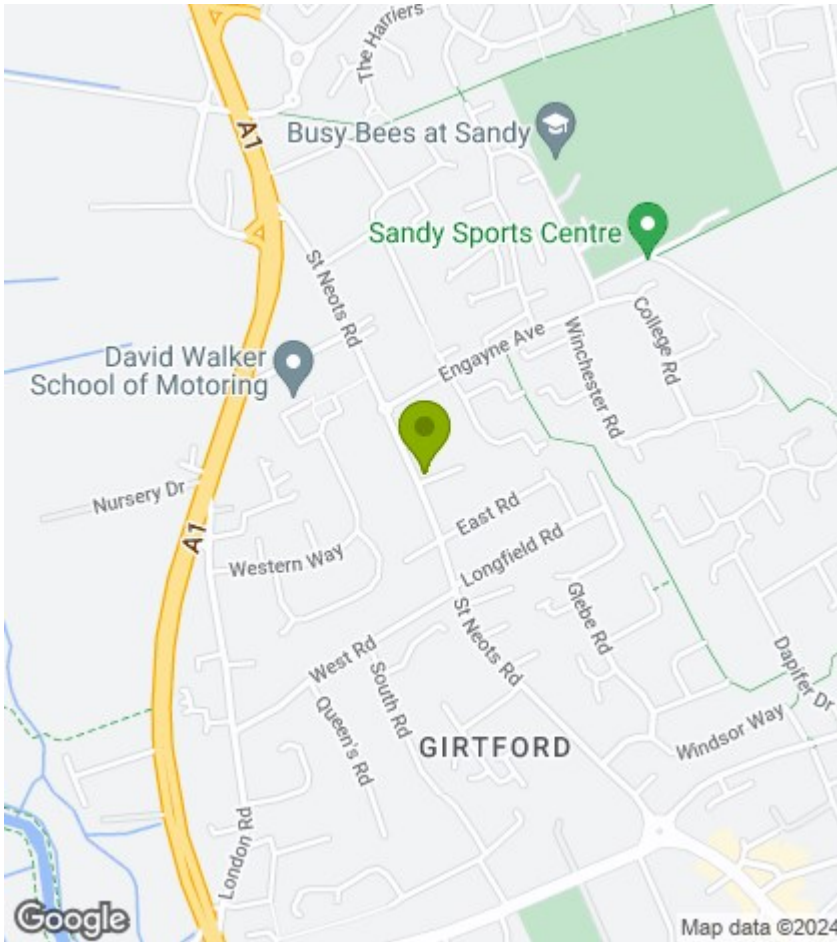 The Harriers
A1
Busy Bees at Sandy
Sandy Sports Centre
St Neots Rd
College Rd
Engayne Ave
Winchester Rd
David Walker
School of Motoring
Nursery Dr
A1
East Rd
Longfield Rd
Western Way
Glebe Rd
St Neots Rd
West Rd
South Rd
Queen's Rd
Dapifer Dr
Windsor Way
GIRTFORD
London Rd
Google
Map data ©2024